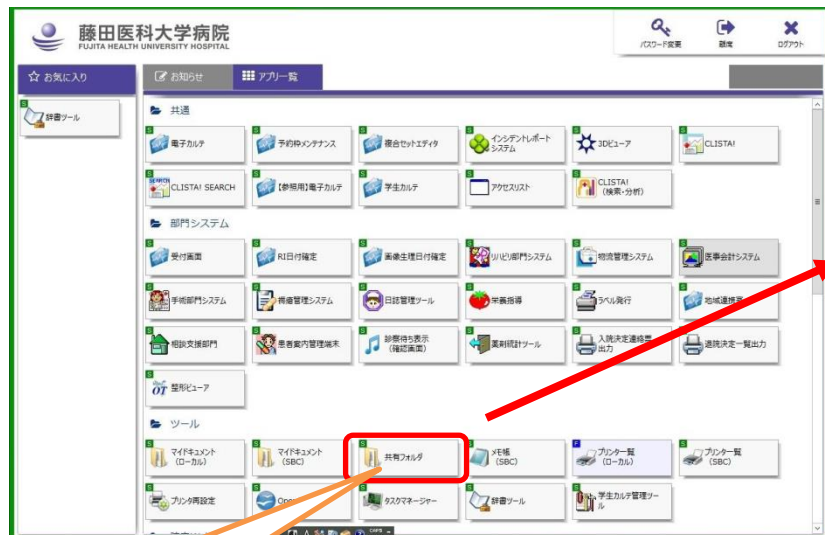 藤田医科大学病院
FUJITA HEALTH UNIVERSITY HOSPITAL
パスワード変更 離席 ログアウト
お気に入り お知らせ アプリ一覧
辞書ツール
共通
電子カルテ 予約枠メンテナンス 複合セットエディタ インシデントレポートシステム 3Dビューア CLISTA!
CLISTA! SEARCH 【参照用】電子カルテ 学生カルテ アクセスリスト CLISTA!(検索・分析)
部門システム
受付画面 RI日付確定 画像生理日付確定 リハビリ部門システム 物流管理システム 医事会計システム
手術部門システム 褥瘡管理システム 日誌管理ツール 栄養指導 ラベル発行 地域連携室
相談支援部門 患者案内管理端末 診察待ち表示(確認画面) 薬剤統計ツール 入院決定連絡票出力 退院決定一覧出力
整形ビューア
ツール
マイドキュメント(ローカル) マイドキュメント(SBC) 共有フォルダ メモ帳(SBC) プリンター覧(ローカル) プリンター覧(SBC)
プリンタ再設定 タスクマネージャー 辞書ツール 学生カルテ管理ツール